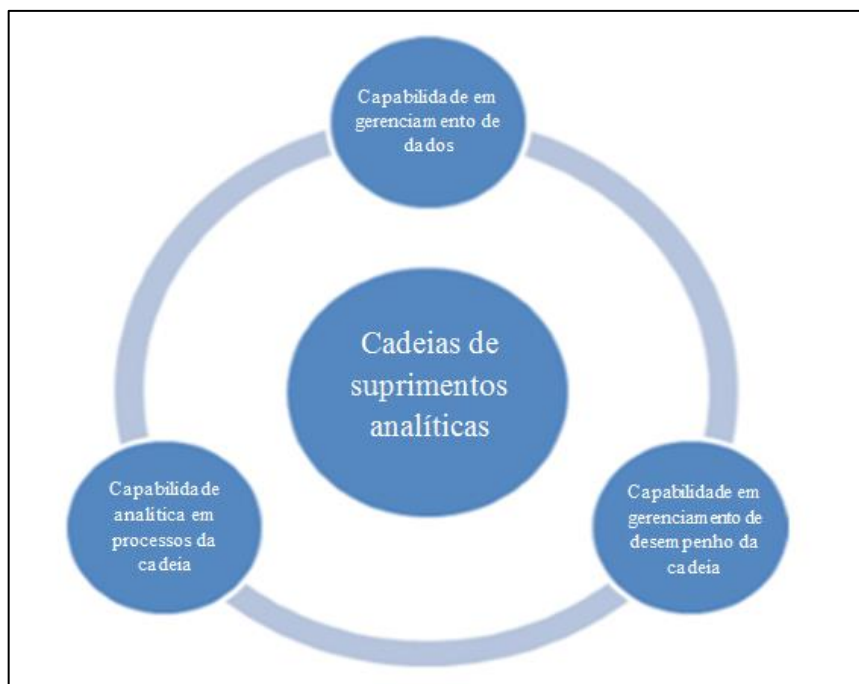 Capabilidade em
gerenciamento de
dados
Cadeias de
suprimentos
analíticas
Capabilidade
analítica em
processos da
cadeia
Capabilidade em
gerenciamento de
desempenho da
cadeia